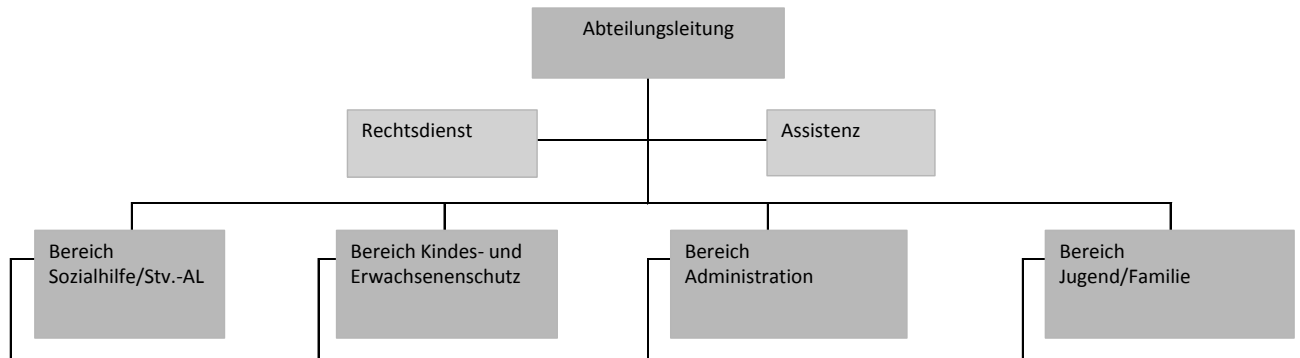 Abteilungsleitung
Rechtsdienst
Assistenz
Bereich
Sozialhilfe/Stv.-AL
Bereich Kindes- und
Erwachsenenschutz
Bereich
Administration
Bereich
Jugend/Familie